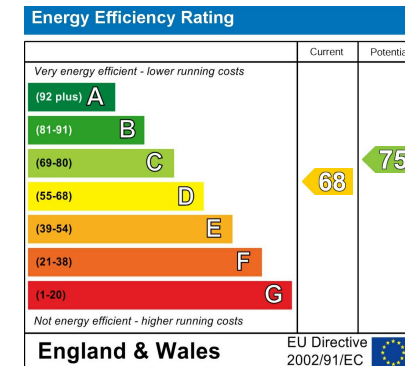 Energy Efficiency Rating
Current Potentia
Very energy efficient - lower running costs
(92 plus) A
(81-91) B
(69-80) C
75
(55-68) D
68
(39-54) E
(21-38) F
(1-20) G
Not energy efficient - higher running costs
England & Wales
EU Directive
2002/91/EC